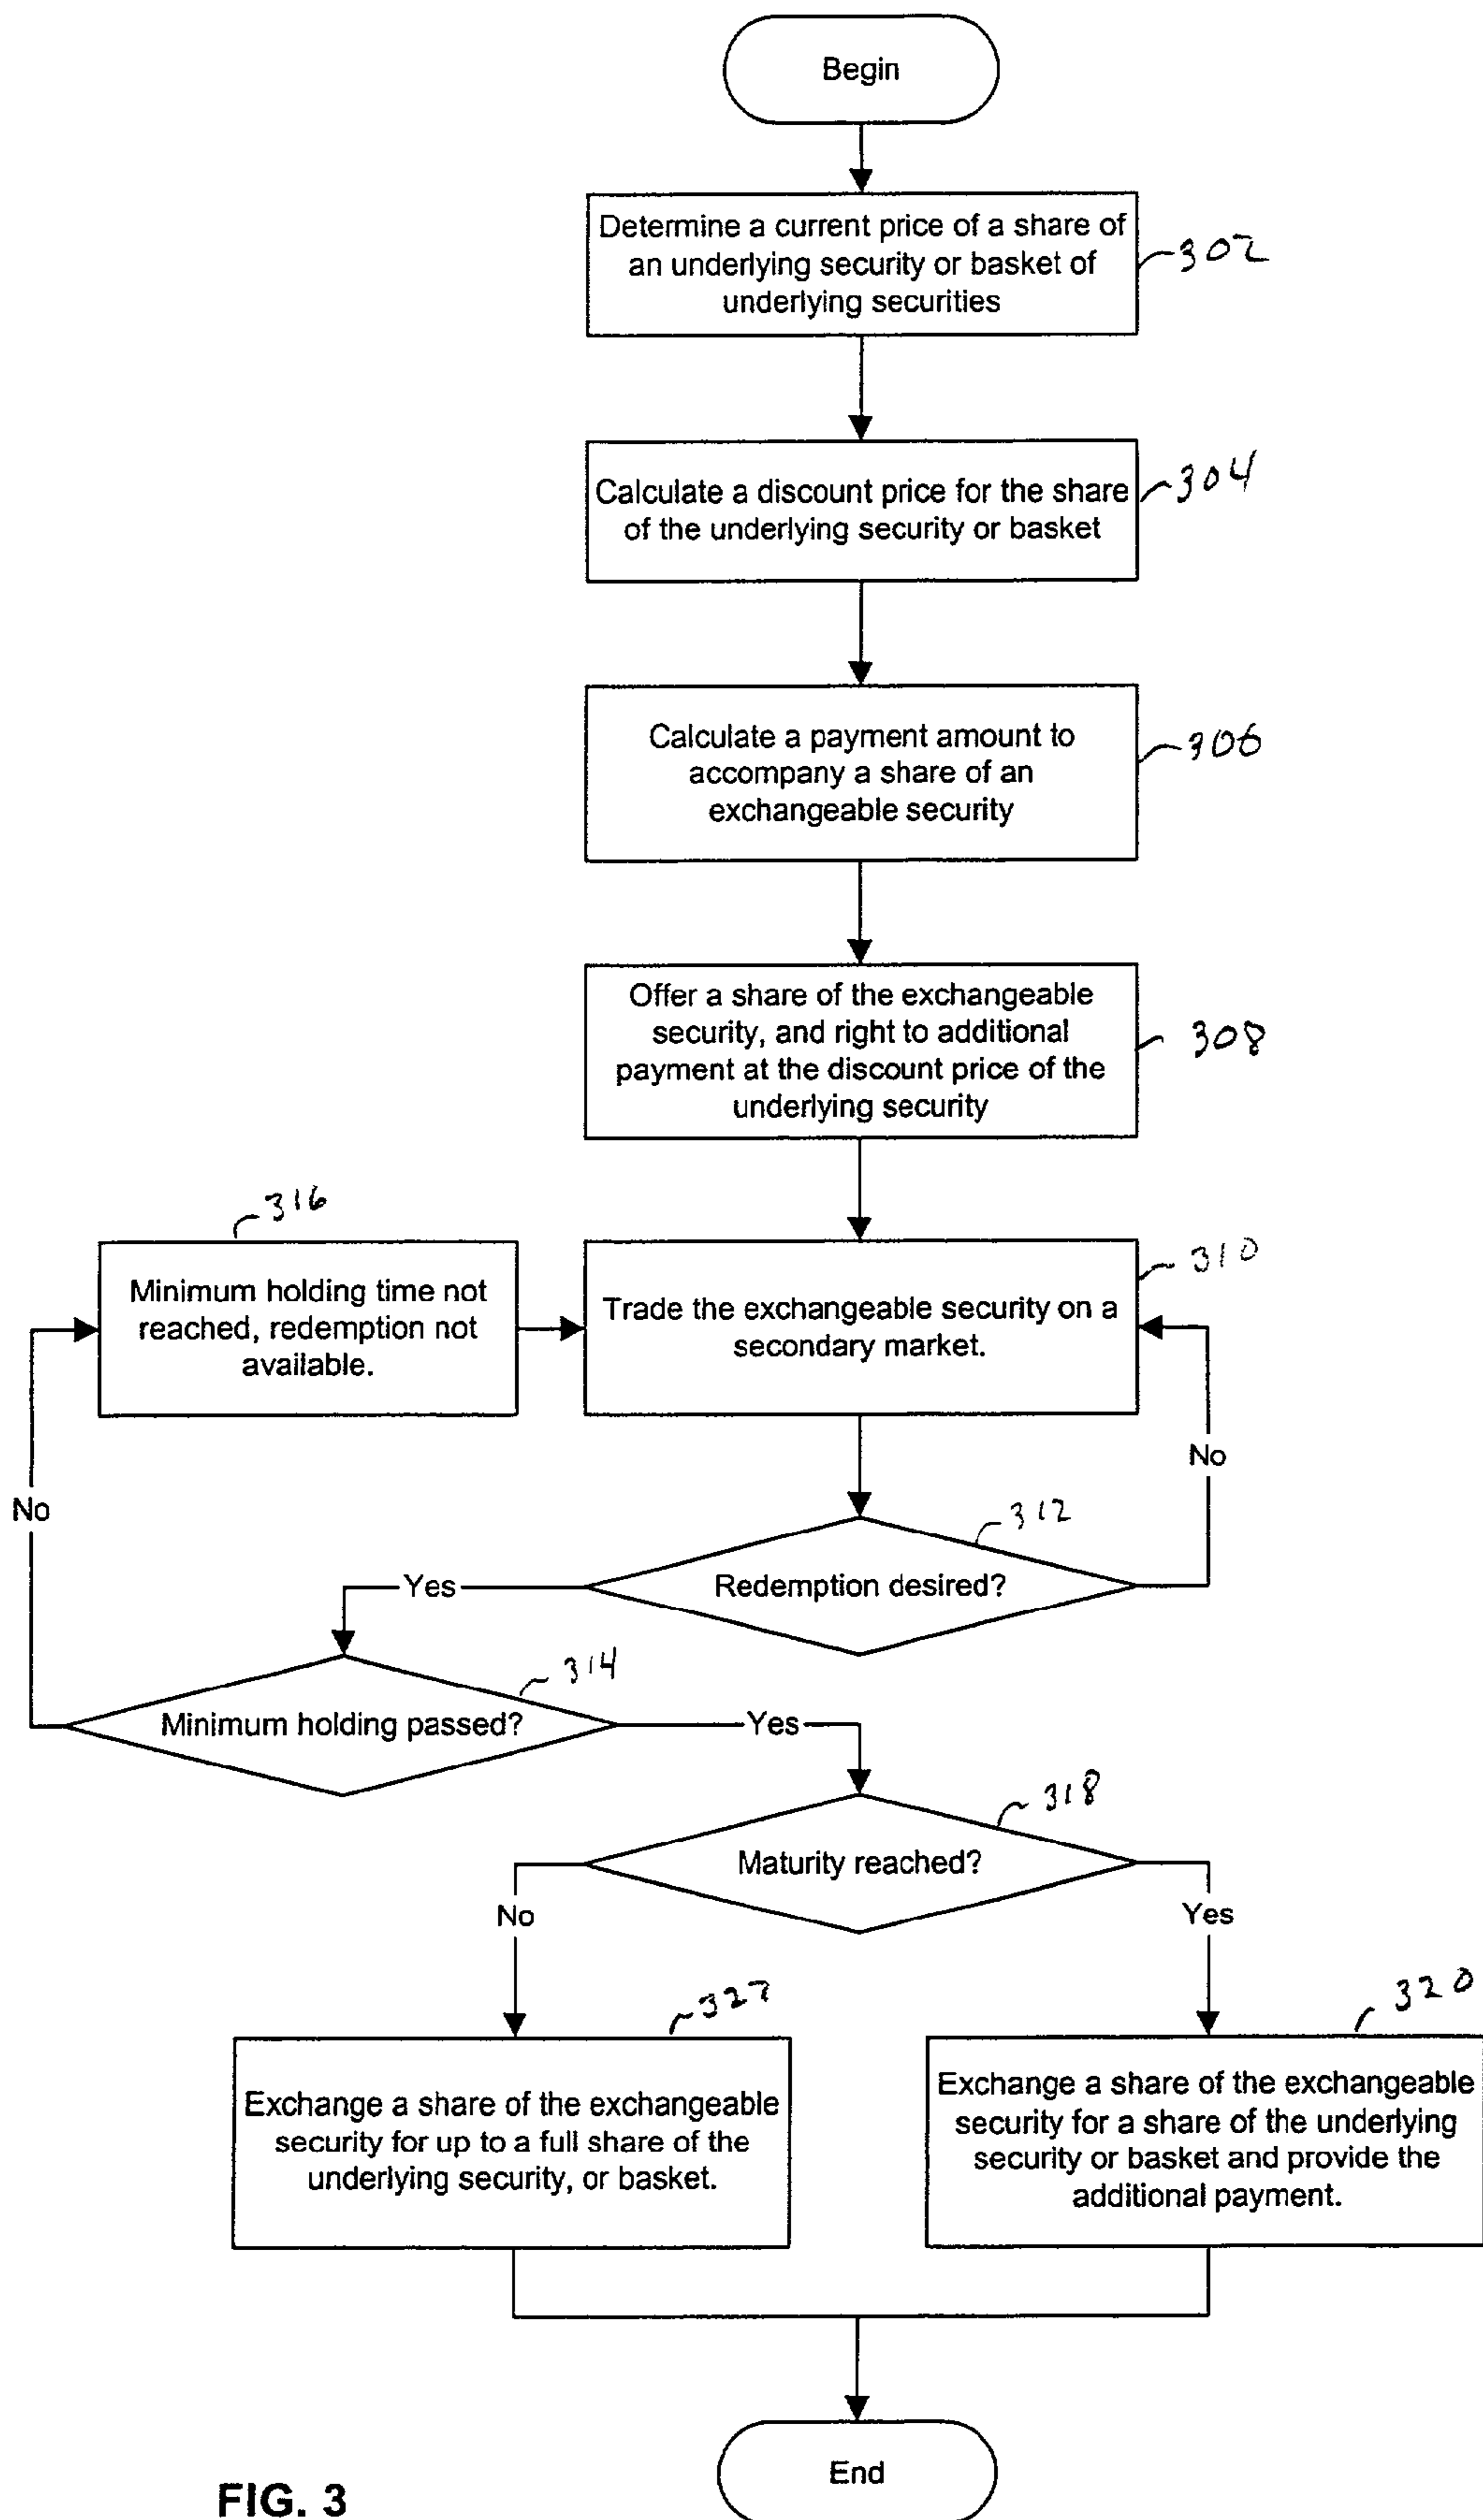 Begin
Determine a current price of a share of
an underlying security or basket of
underlying securities
302
Calculate a discount price for the share
of the underlying security or basket
304
Calculate a payment amount to
accompany a share of an
exchangeable security
306
Offer a share of the exchangeable
security, and right to additional
payment at the discount price of the
underlying security
308
316
Minimum holding time not
reached, redemption not
available.
Trade the exchangeable security on a
secondary market.
310
No
No
312
Redemption desired?
Yes
314
Minimum holding passed?
Yes
318
Maturity reached?
No
Yes
327
320
Exchange a share of the exchangeable
security for up to a full share of the
underlying security, or basket.
Exchange a share of the exchangeable
security for a share of the underlying
security or basket and provide the
additional payment.
End
FIG. 3